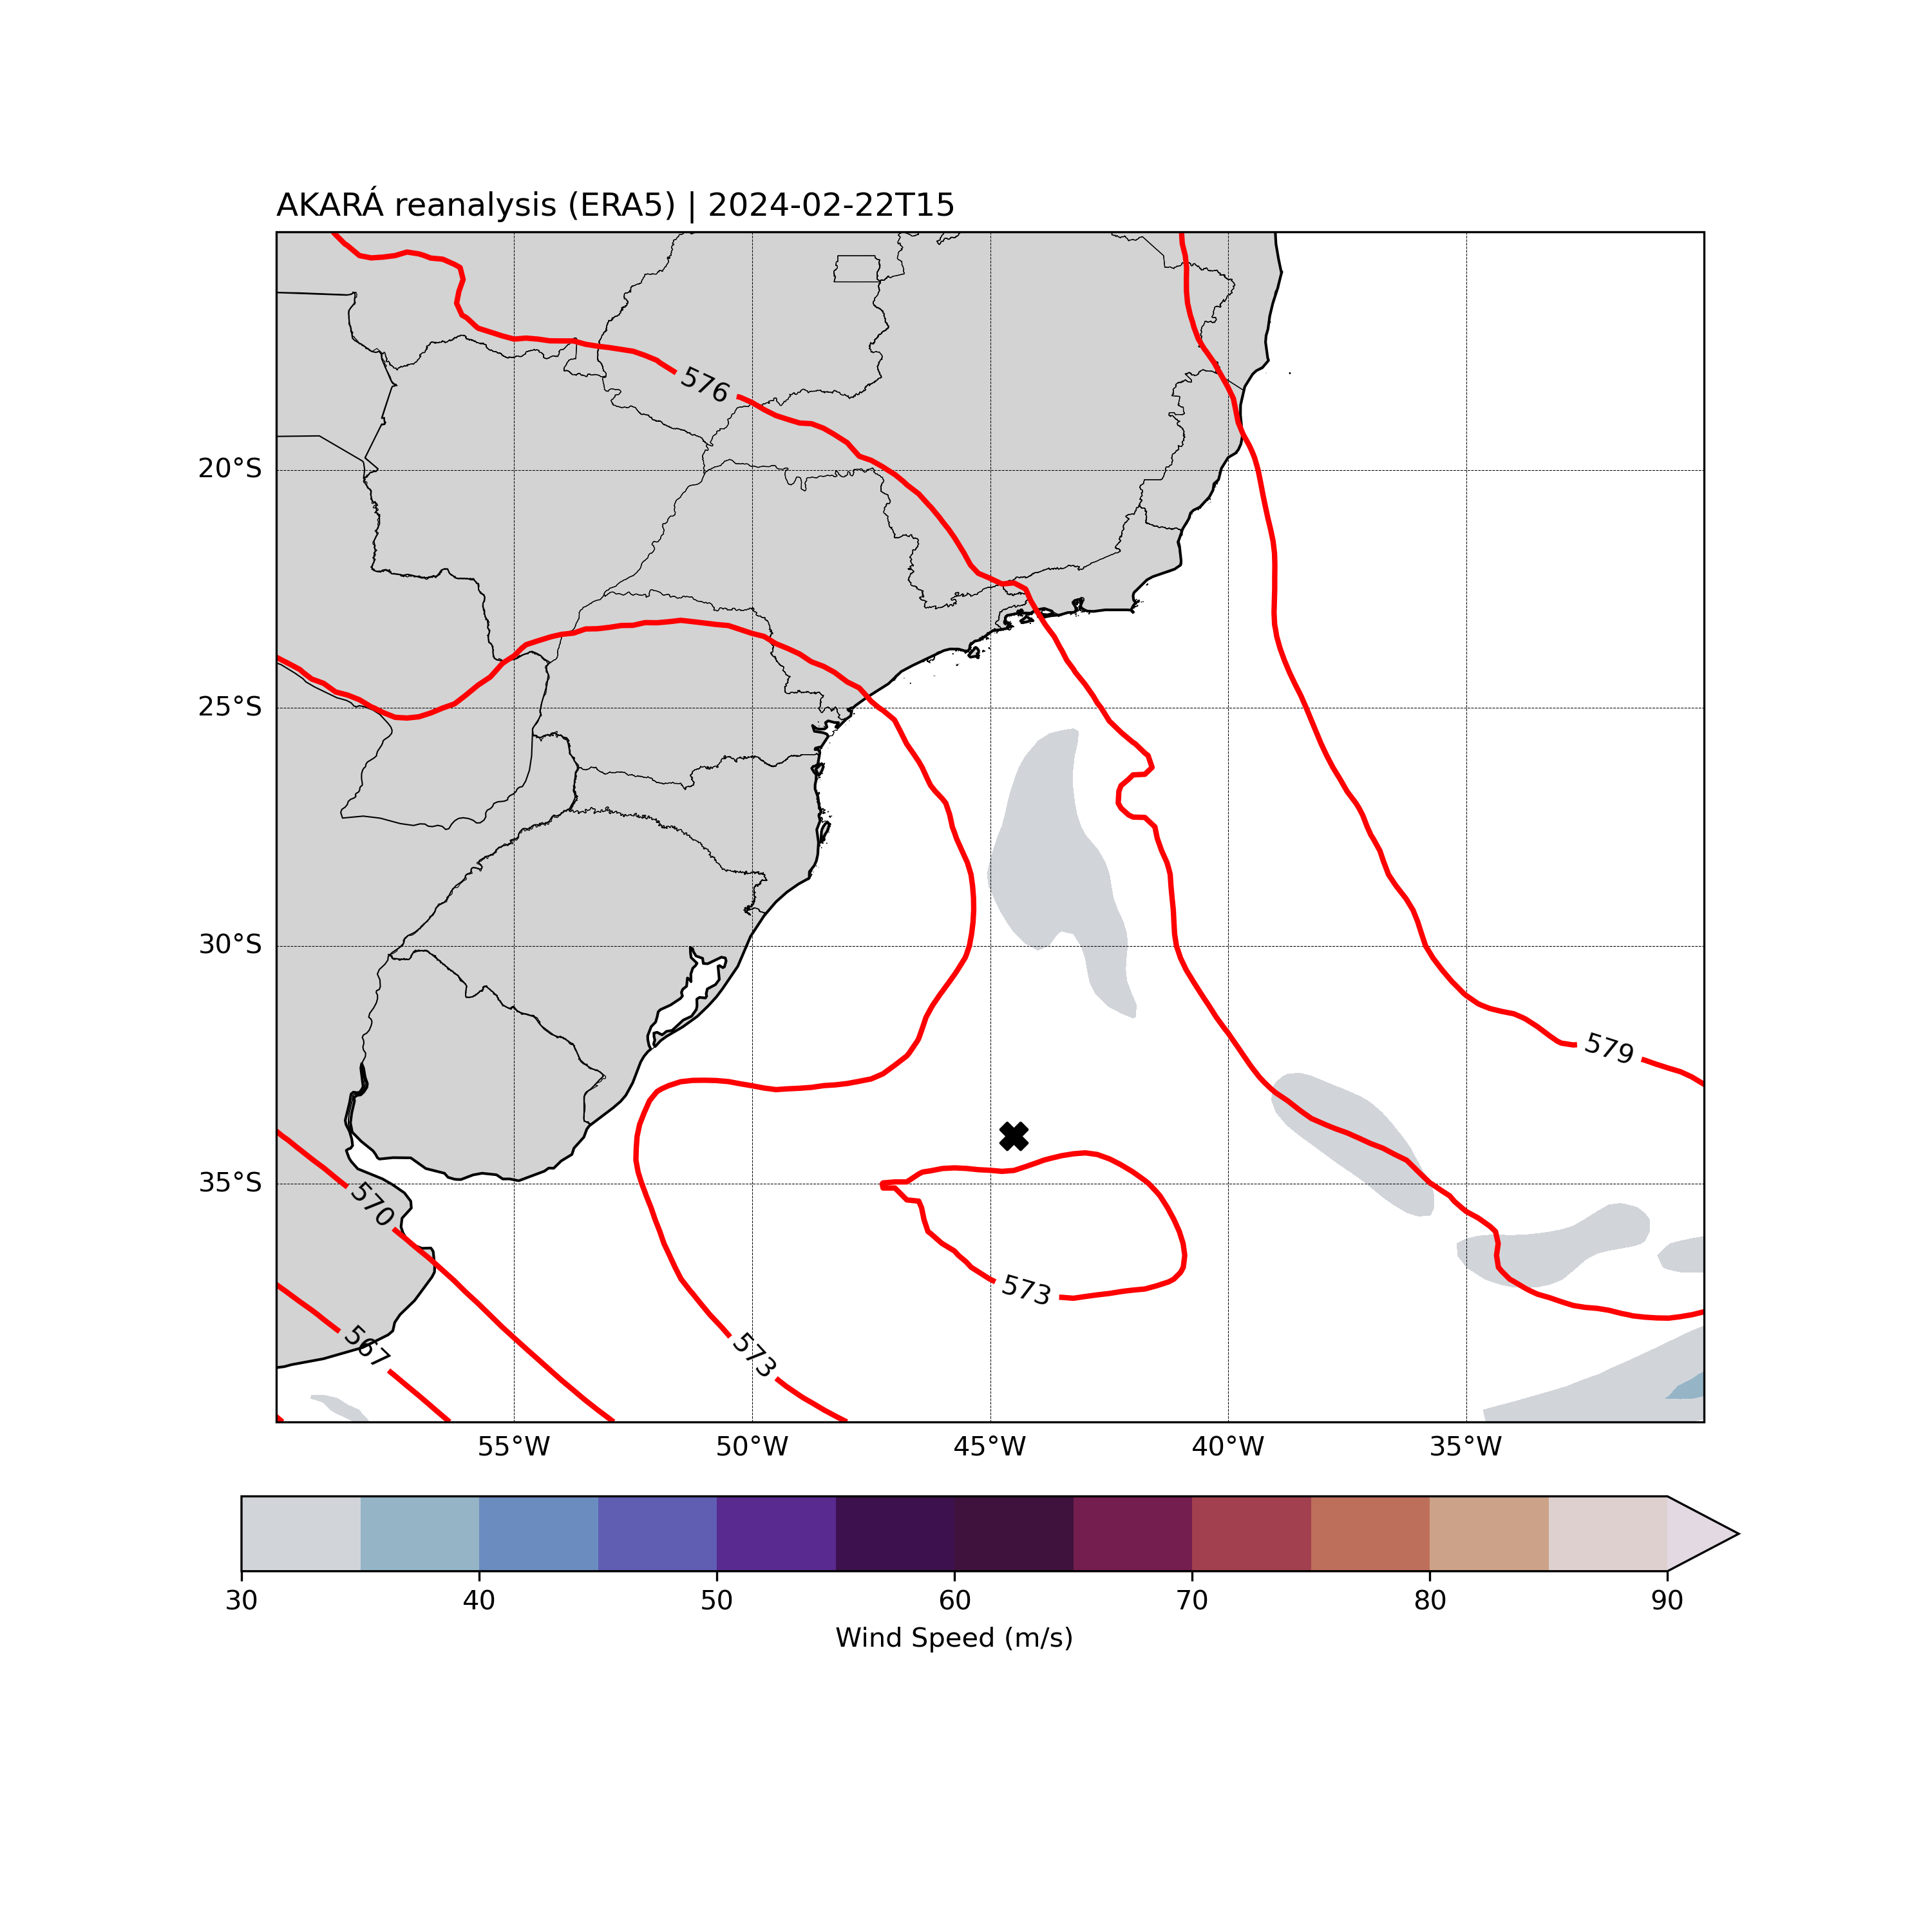 AKARÁ reanalysis (ERA5) | 2024-02-22T15
576
20°S
25°S
30°S
579
35°S
570
573
567
573
55°W 50°W 45°W 40°W 35°W
30 40 50 60 70 80 90
Wind Speed (m/s)